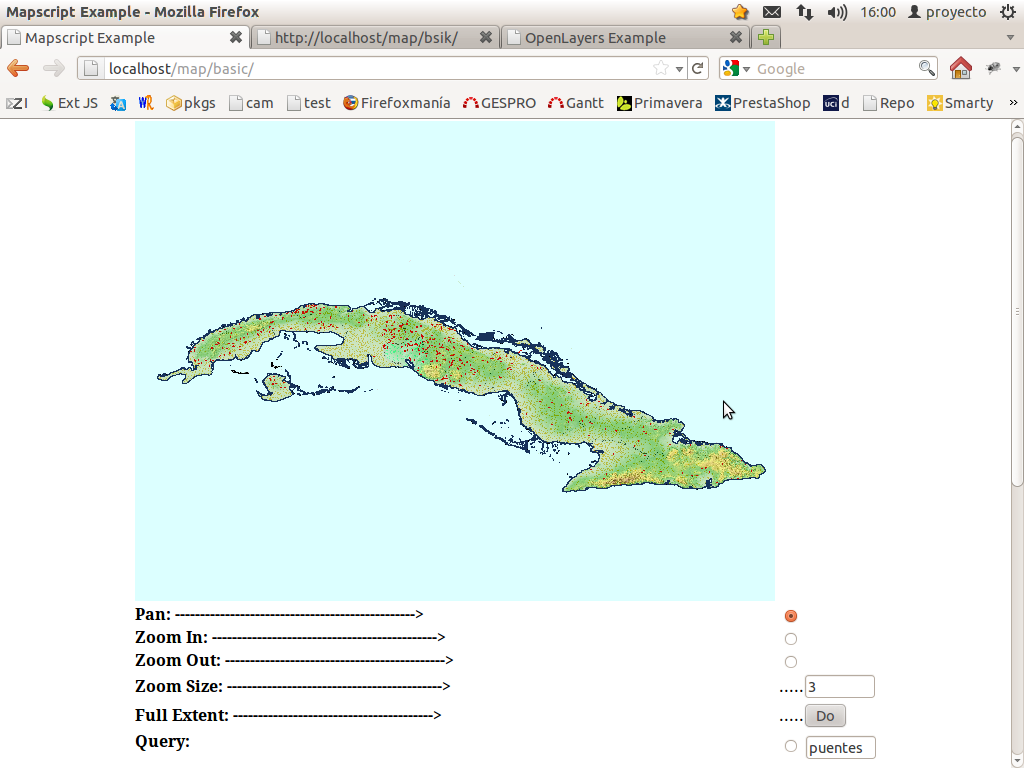 Mapscript Example - Mozilla Firefox 16:00 proyecto
Mapscript Example http://localhost/map/bsik/ OpenLayers Example
localhost/map/basic/ Google
ZI Ext JS pkgs cam test Firefoxmanía GESPRO Gantt Primavera PrestaShop UCi d Repo Smarty »
Pan: ------------------------------------------------>
Zoom In: --------------------------------------------->
Zoom Out: -------------------------------------------->
Zoom Size: -------------------------------------------> .....3
Full Extent: ----------------------------------------> .....Do
Query: puentes